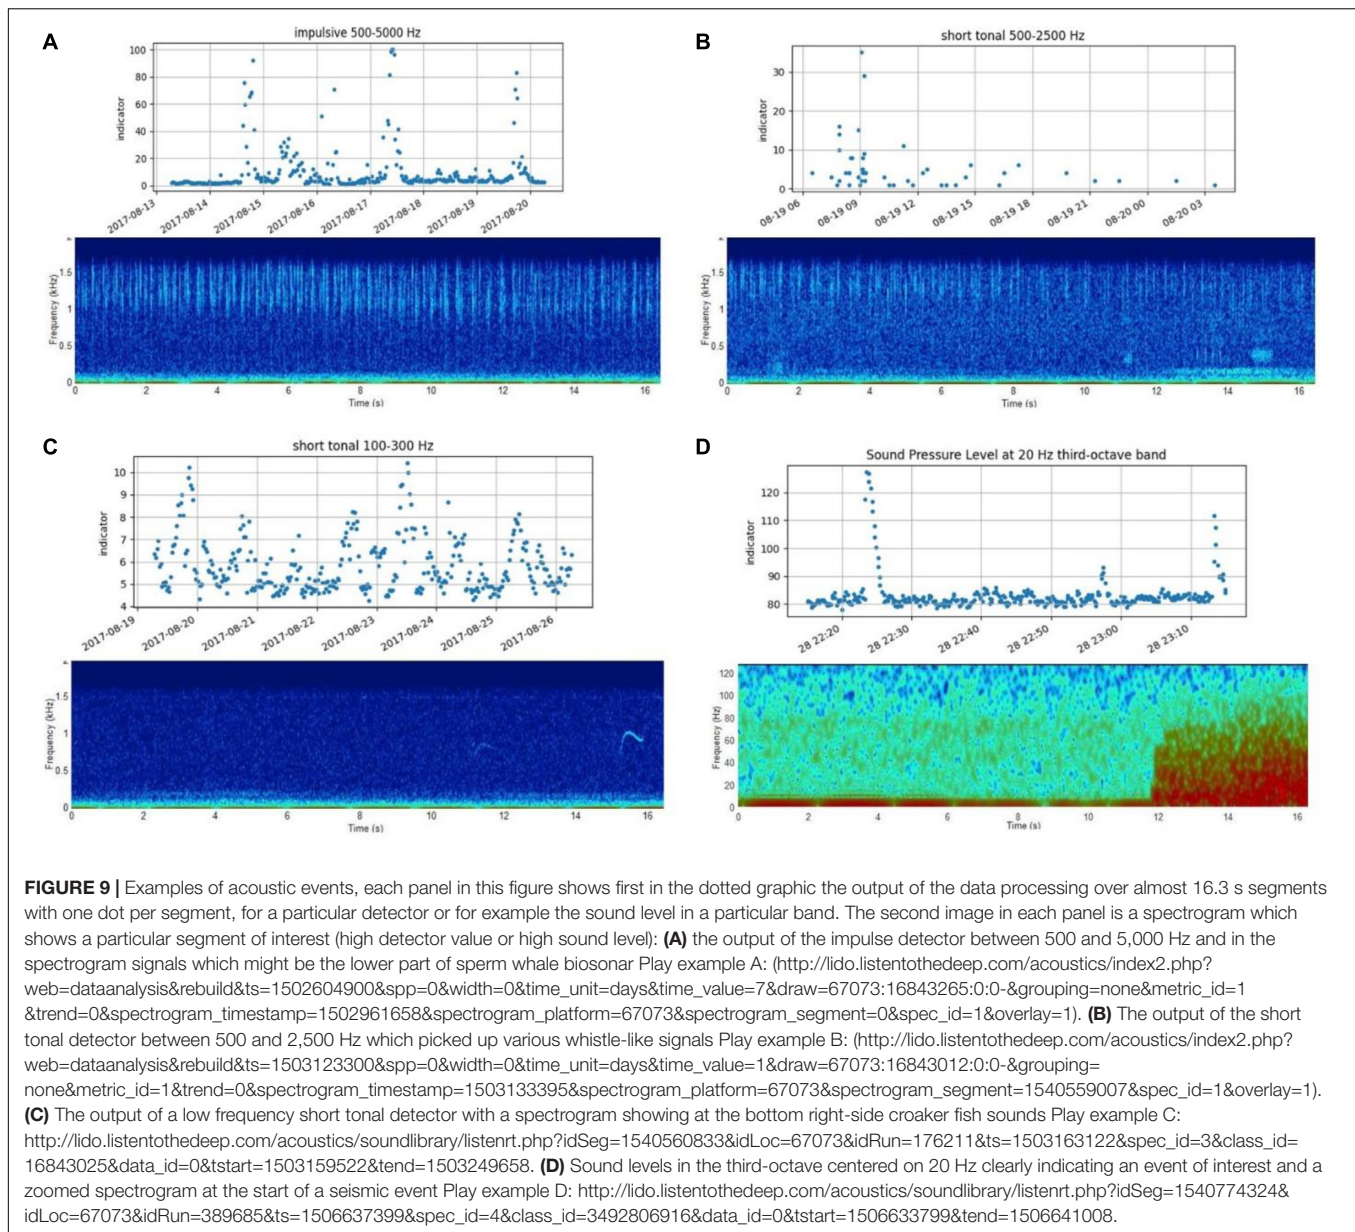 A
impulsive 500-5000 Hz
indicator
100
80
60
40
20
0
2017-08-13
2017-08-14
2017-08-15
2017-08-16
2017-08-17
2017-08-18
2017-08-19
2017-08-20
Frequency (kHz)
1.5
1
0.5
0
0 2 4 6 8 10 12 14 16
Time (s)
B
short tonal 500-2500 Hz
indicator
30
20
10
0
08-19 06
08-19 09
08-19 12
08-19 15
08-19 18
08-19 21
08-20 00
08-20 03
Frequency (kHz)
1.5
1
0.5
0
0 2 4 6 8 10 12 14 16
Time (s)
C
short tonal 100-300 Hz
indicator
10
9
8
7
6
5
4
2017-08-19
2017-08-20
2017-08-21
2017-08-22
2017-08-23
2017-08-24
2017-08-25
2017-08-26
Frequency (kHz)
1.5
1
0.5
0
0 2 4 6 8 10 12 14 16
Time (s)
D
Sound Pressure Level at 20 Hz third-octave band
indicator
120
110
100
90
80
28 22:20
28 22:30
28 22:40
28 22:50
28 23:00
28 23:10
Frequency (Hz)
120
100
80
60
40
20
0
0 2 4 6 8 10 12 14 16
Time (s)
FIGURE 9 | Examples of acoustic events, each panel in this figure shows first in the dotted graphic the output of the data processing over almost 16.3 s segments
with one dot per segment, for a particular detector or for example the sound level in a particular band. The second image in each panel is a spectrogram which
shows a particular segment of interest (high detector value or high sound level): (A) the output of the impulse detector between 500 and 5,000 Hz and in the
spectrogram signals which might be the lower part of sperm whale biosonar Play example A: (http://lido.listentothedeep.com/acoustics/index2.php?
web=dataanalysis&rebuild&ts=1502604900&spp=0&width=0&time_unit=days&time_value=7&draw=67073:16843265:0:0-&grouping=none&metric_id=1
&trend=0&spectrogram_timestamp=1502961658&spectrogram_platform=67073&spectrogram_segment=0&spec_id=1&overlay=1). (B) The output of the short
tonal detector between 500 and 2,500 Hz which picked up various whistle-like signals Play example B: (http://lido.listentothedeep.com/acoustics/index2.php?
web=dataanalysis&rebuild&ts=1503123300&spp=0&width=0&time_unit=days&time_value=1&draw=67073:16843012:0:0-&grouping=
none&metric_id=1&trend=0&spectrogram_timestamp=1503133395&spectrogram_platform=67073&spectrogram_segment=1540559007&spec_id=1&overlay=1).
(C) The output of a low frequency short tonal detector with a spectrogram showing at the bottom right-side croaker fish sounds Play example C:
http://lido.listentothedeep.com/acoustics/soundlibrary/listenrt.php?idSeg=1540560833&idLoc=67073&idRun=176211&ts=1503163122&spec_id=3&class_id=
16843025&data_id=0&tstart=1503159522&tend=1503249658. (D) Sound levels in the third-octave centered on 20 Hz clearly indicating an event of interest and a
zoomed spectrogram at the start of a seismic event Play example D: http://lido.listentothedeep.com/acoustics/soundlibrary/listenrt.php?idSeg=1540774324&
idLoc=67073&idRun=389685&ts=1506637399&spec_id=4&class_id=3492806916&data_id=0&tstart=1506633799&tend=1506641008.